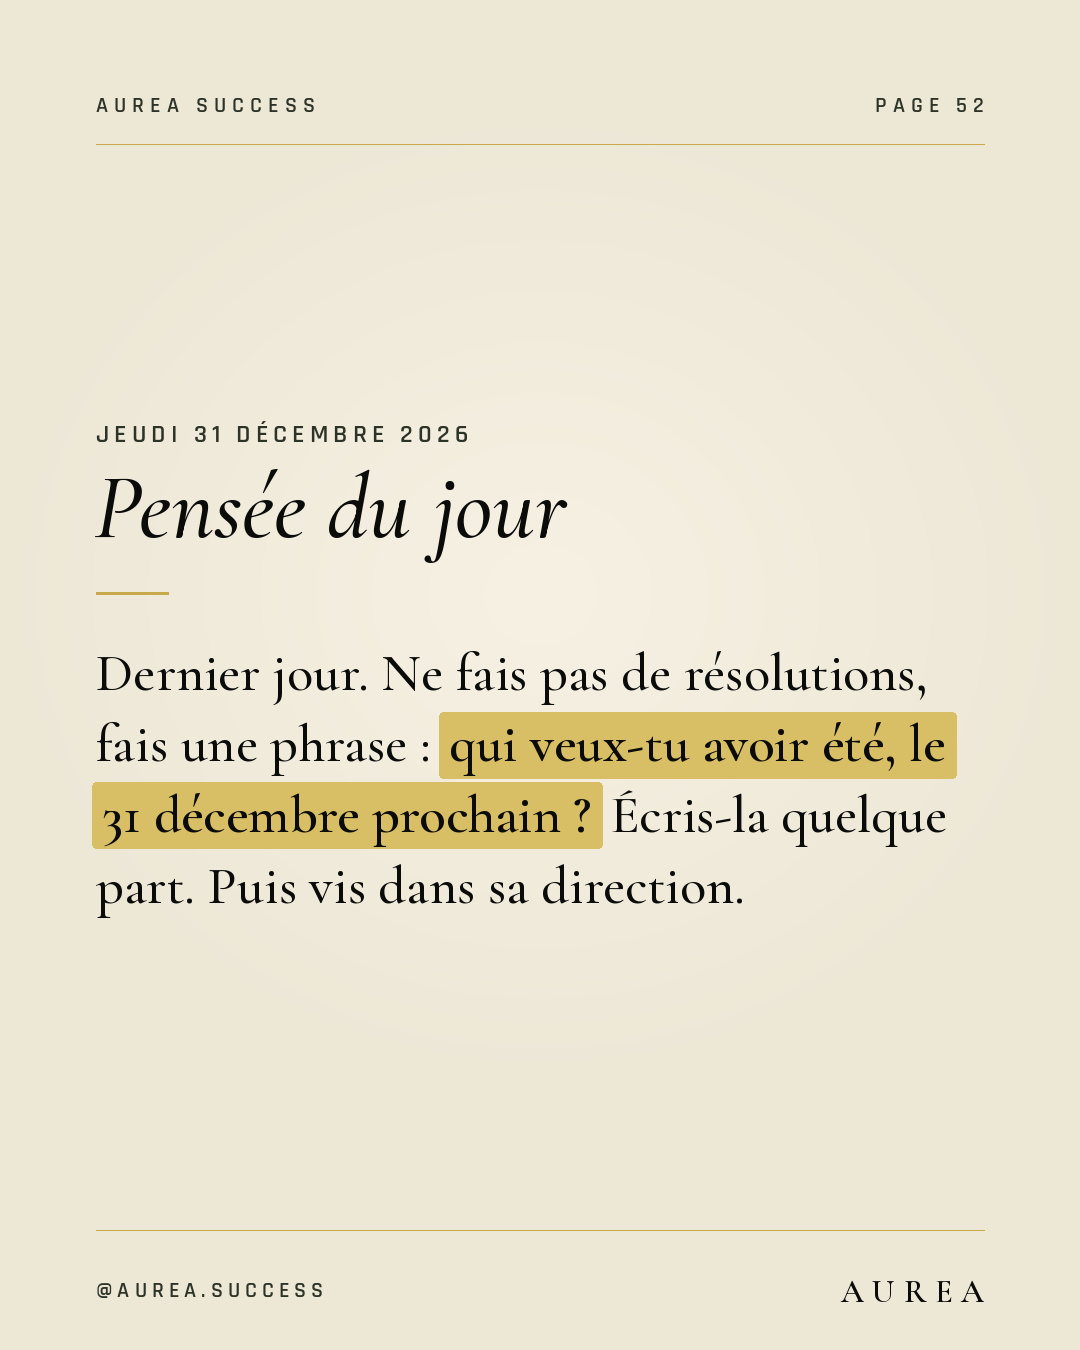 AUREA SUCCESS
PAGE 52
JEUDI 31 DÉCEMBRE 2026
Pensée du jour
Dernier jour. Ne fais pas de résolutions,
fais une phrase : qui veux-tu avoir été, le
31 décembre prochain ? Écris-la quelque
part. Puis vis dans sa direction.
@AUREA.SUCCESS
AUREA